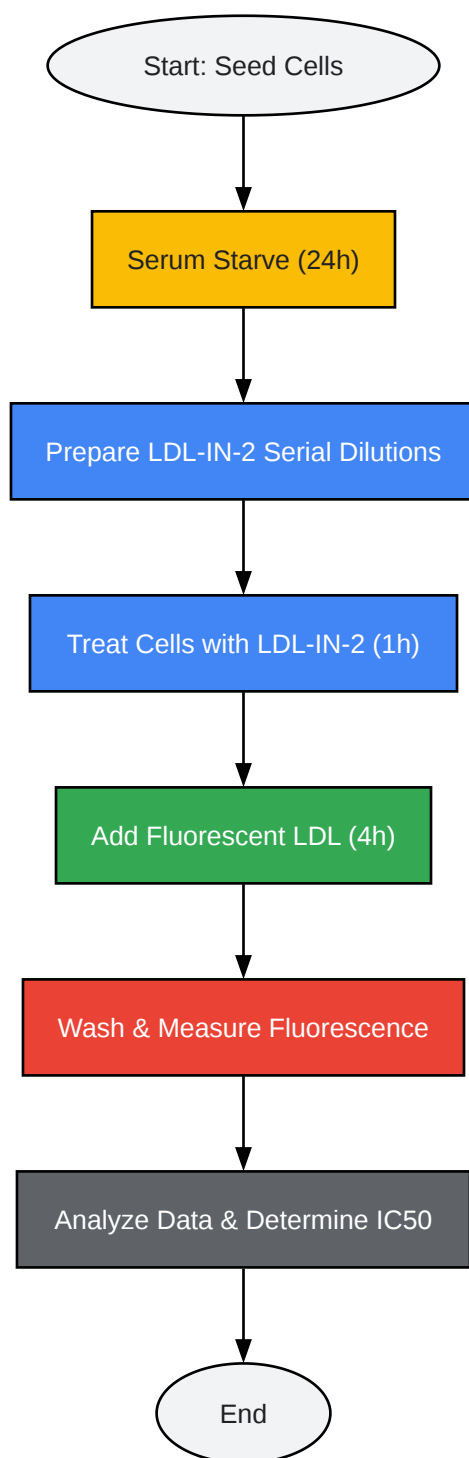 Start: Seed Cells
Serum Starve (24h)
Prepare LDL-IN-2 Serial Dilutions
Treat Cells with LDL-IN-2 (1h)
Add Fluorescent LDL (4h)
Wash & Measure Fluorescence
Analyze Data & Determine IC50
End